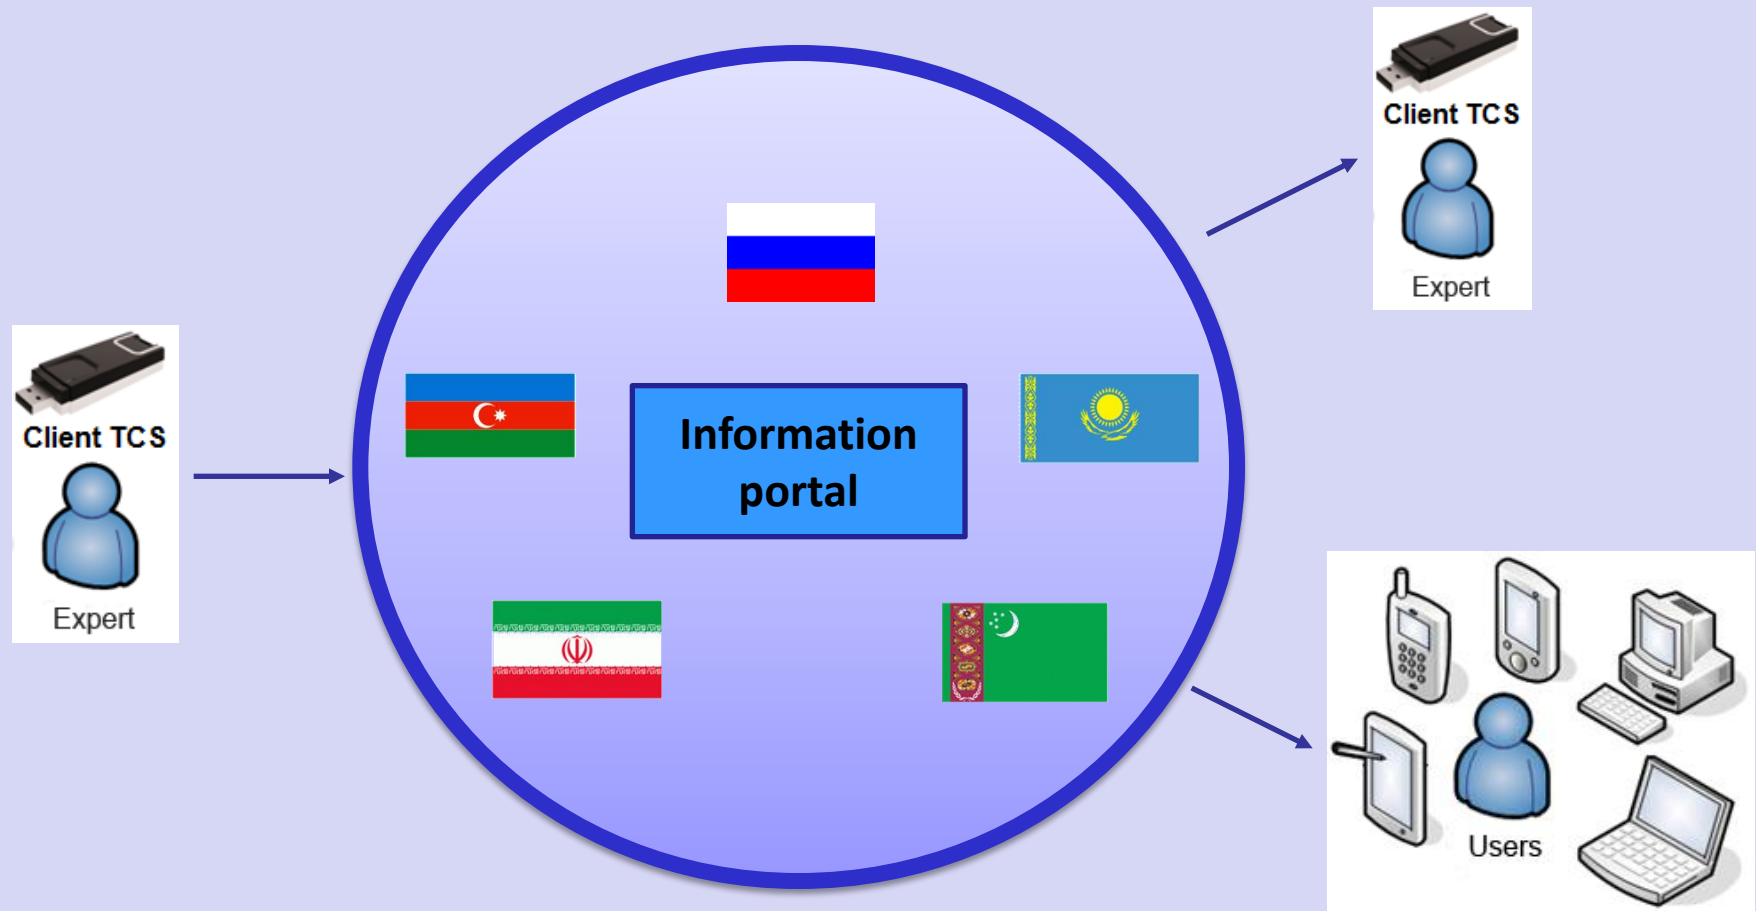 Client TCS
Expert
Information
portal
Client TCS
Expert
Users